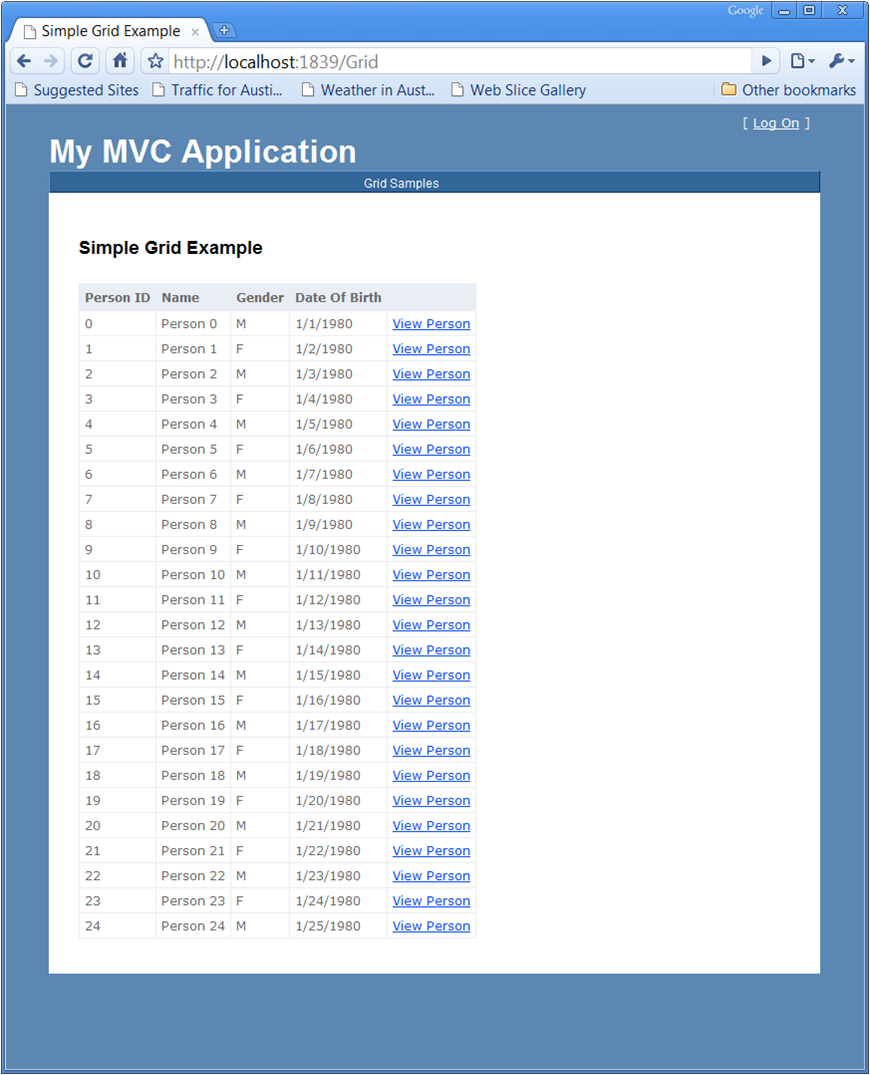 Google
Simple Grid Example
http://localhost:1839/Grid
Suggested Sites Traffic for Austi... Weather in Aust... Web Slice Gallery Other bookmarks
[ Log On ]
My MVC Application
Grid Samples
Simple Grid Example
Person ID Name Gender Date Of Birth
0 Person 0 M 1/1/1980 View Person
1 Person 1 F 1/2/1980 View Person
2 Person 2 M 1/3/1980 View Person
3 Person 3 F 1/4/1980 View Person
4 Person 4 M 1/5/1980 View Person
5 Person 5 F 1/6/1980 View Person
6 Person 6 M 1/7/1980 View Person
7 Person 7 F 1/8/1980 View Person
8 Person 8 M 1/9/1980 View Person
9 Person 9 F 1/10/1980 View Person
10 Person 10 M 1/11/1980 View Person
11 Person 11 F 1/12/1980 View Person
12 Person 12 M 1/13/1980 View Person
13 Person 13 F 1/14/1980 View Person
14 Person 14 M 1/15/1980 View Person
15 Person 15 F 1/16/1980 View Person
16 Person 16 M 1/17/1980 View Person
17 Person 17 F 1/18/1980 View Person
18 Person 18 M 1/19/1980 View Person
19 Person 19 F 1/20/1980 View Person
20 Person 20 M 1/21/1980 View Person
21 Person 21 F 1/22/1980 View Person
22 Person 22 M 1/23/1980 View Person
23 Person 23 F 1/24/1980 View Person
24 Person 24 M 1/25/1980 View Person